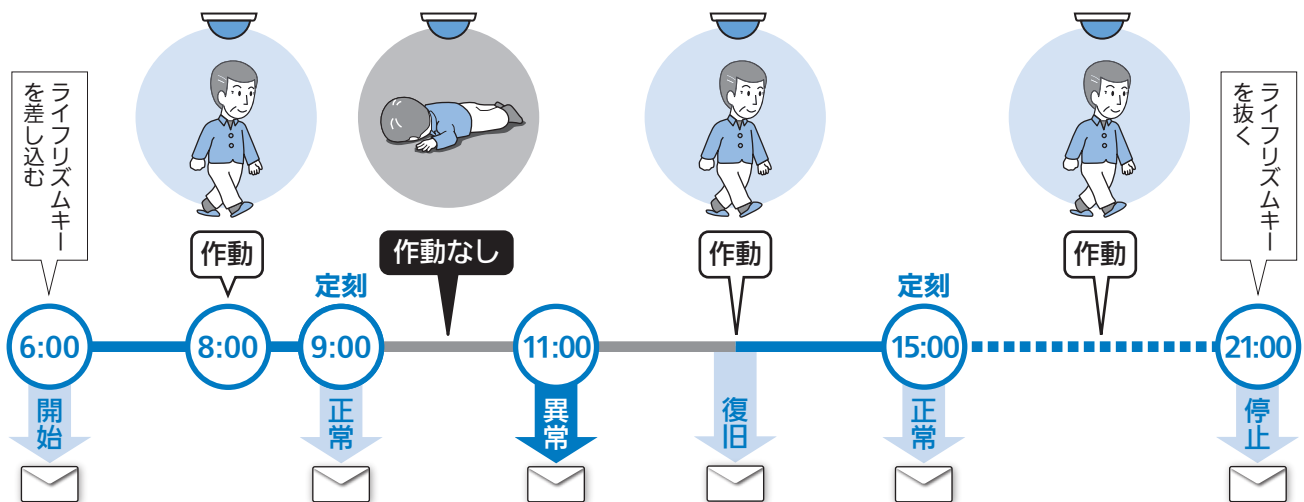 ライフリズムキー
を差し込む
作動
作動なし
作動
作動
ライフリズムキー
を抜く
定刻
定刻
6:00
8:00
9:00
11:00
15:00
21:00
開始
正常
異常
復旧
正常
停止